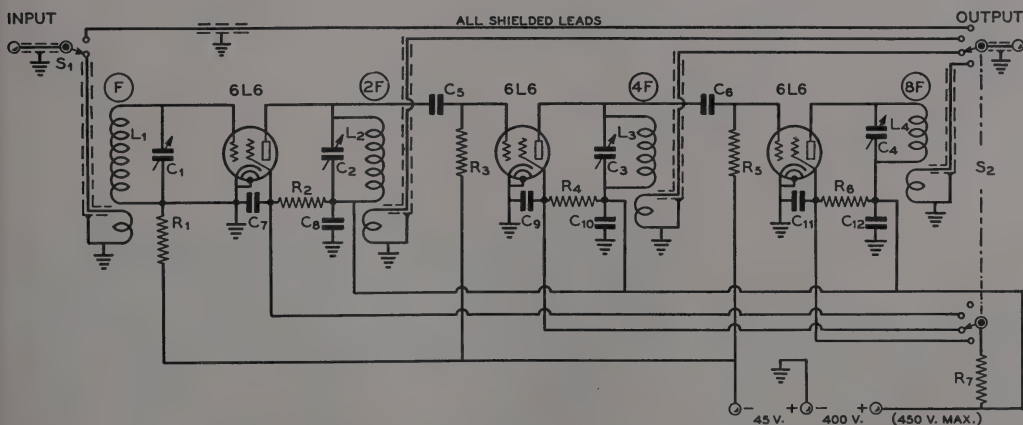 INPUT
ALL SHIELDED LEADS
OUTPUT
S1
F
6L6
2F
C5
6L6
4F
C6
6L6
8F
L1
C1
L2
C2
R3
L3
C3
R5
L4
C4
S2
R1
C7
R2
C8
C9
R4
C10
C11
R6
C12
R7
− 45 V. + − 400 V. + (450 V. MAX.)